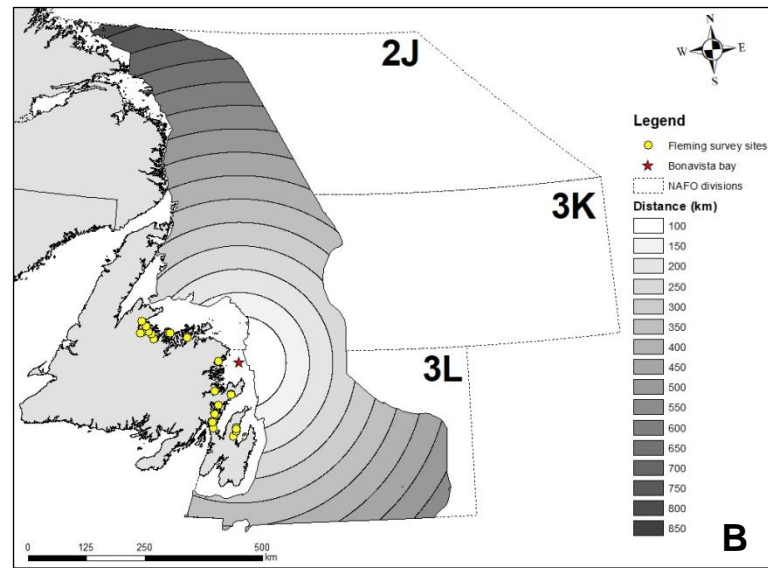 2J
N
W E
S
3K
3L
Legend
Fleming survey sites
Bonavista bay
NAFO divisions
Distance (km)
100
150
200
250
300
350
400
450
500
550
600
650
700
750
800
850
0 125 250 500
km
B